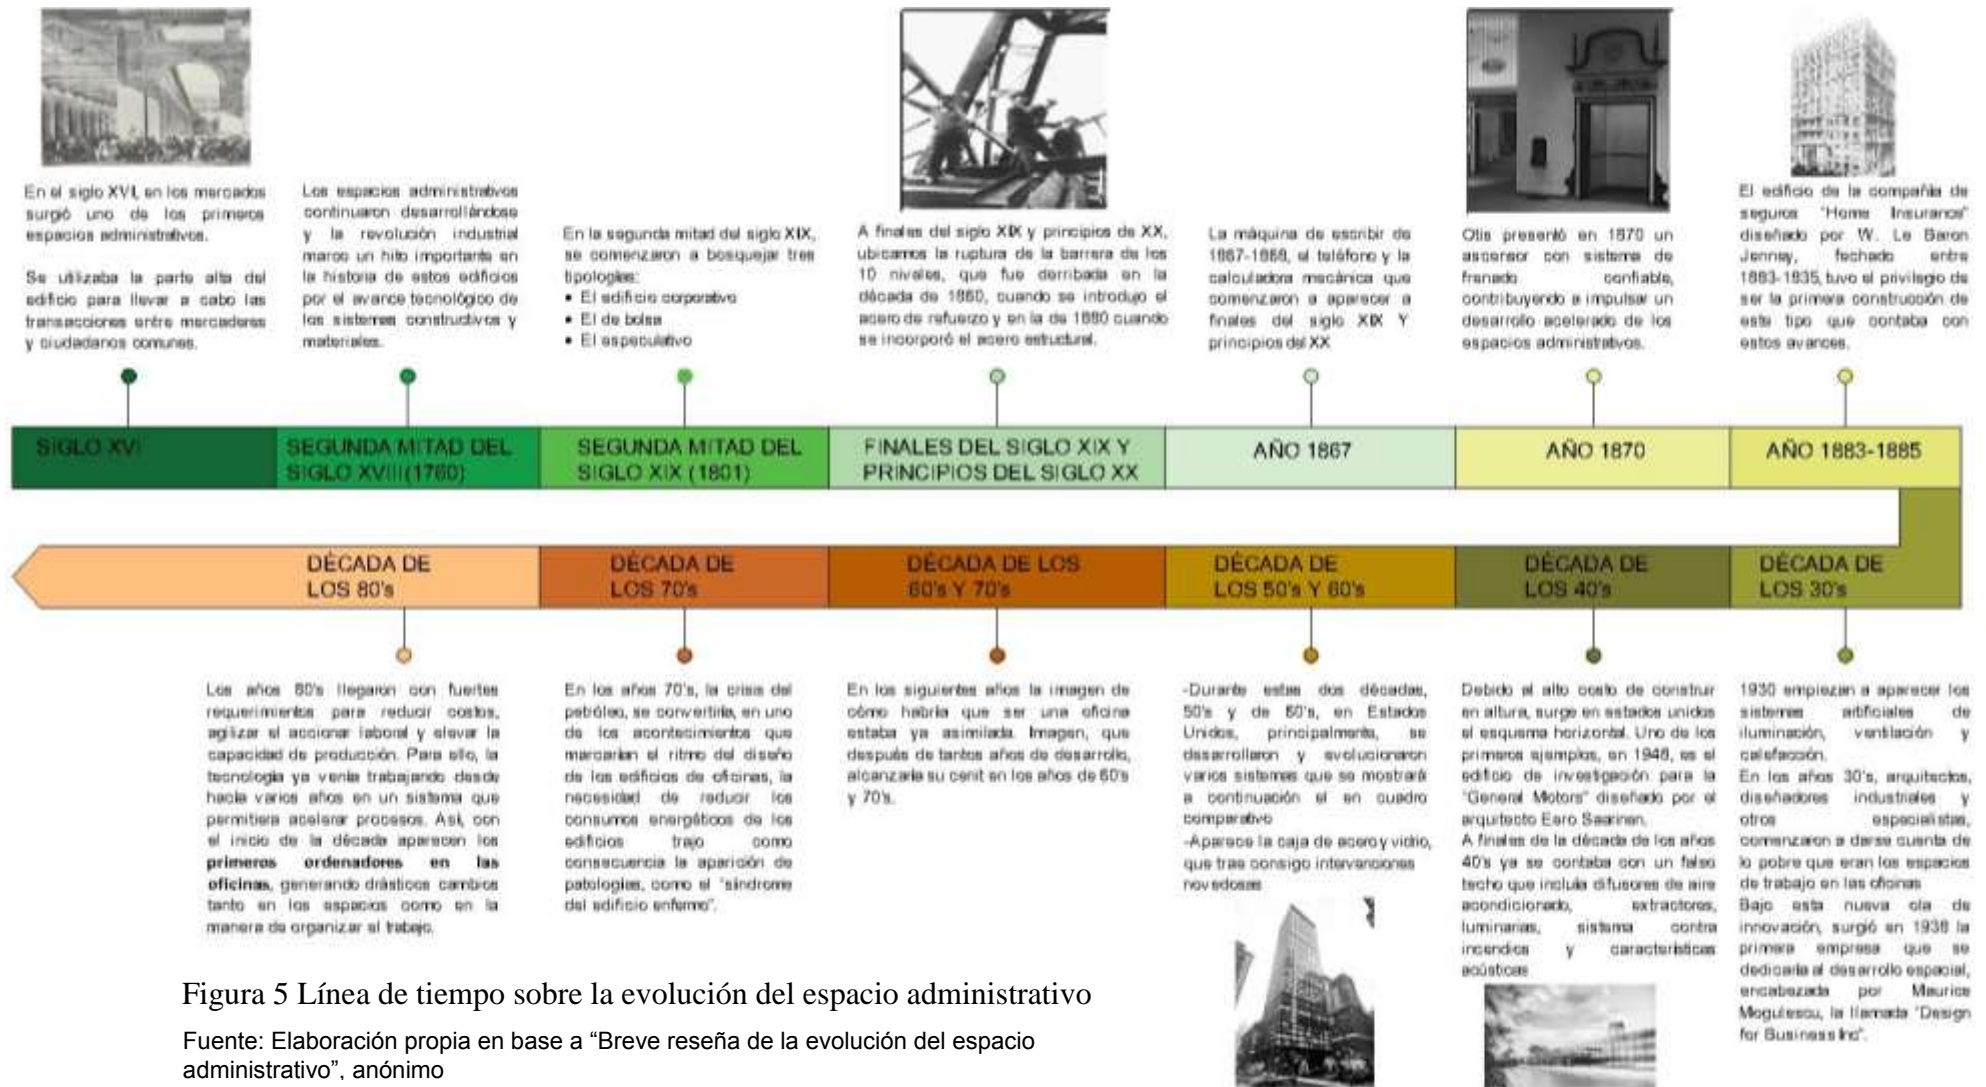 En el siglo XVI, en los mercados
surgió uno de los primeros
espacios administrativos.
Se utilizaba la parte alta del
edificio para llevar a cabo las
transacciones entre mercaderes
y ciudadanos comunes.
Los espacios administrativos
continuaron desarrollándose
y la revolución industrial
marco un hito importante en
la historia de estos edificios
por el avance tecnológico de
los sistemas constructivos y
materiales.
En la segunda mitad del siglo XIX,
se comenzaron a bosquejar tres
tipologías:
• El edificio corporativo
• El de bolsa
• El especulativo
A finales del siglo XIX y principios de XX,
ubicamos la ruptura de la barrera de los
10 niveles, que fue derribada en la
década de 1860, cuando se introdujo el
acero de refuerzo y en la de 1880 cuando
se incorporó el acero estructural.
La máquina de escribir de
1867-1868, el teléfono y la
calculadora mecánica que
comenzaron a aparecer a
finales del siglo XIX Y
principios del XX
Otis presentó en 1870 un
ascensor con sistema de
frenado confiable,
contribuyendo a impulsar un
desarrollo acelerado de los
espacios administrativos.
El edificio de la compañía de
seguros "Home Insurance"
diseñado por W. Le Baron
Jenney, fechado entre
1883-1835, tuvo el privilegio de
ser la primera construcción de
este tipo que contaba con
estos avances.
SIGLO XVI
SEGUNDA MITAD DEL
SIGLO XVIII(1760)
SEGUNDA MITAD DEL
SIGLO XIX (1801)
FINALES DEL SIGLO XIX Y
PRINCIPIOS DEL SIGLO XX
AÑO 1867
AÑO 1870
AÑO 1883-1885
DÉCADA DE
LOS 80's
DÉCADA DE
LOS 70's
DÉCADA DE LOS
60's Y 70's
DÉCADA DE
LOS 50's Y 60's
DÉCADA DE
LOS 40's
DÉCADA DE
LOS 30's
Los años 80's llegaron con fuertes
requerimientos para reducir costos,
agilizar el accionar laboral y elevar la
capacidad de producción. Para ello, la
tecnología ya venía trabajando desde
hacía varios años en un sistema que
permitiera acelerar procesos. Así, con
el inicio de la década aparecen los
primeros ordenadores en las
oficinas, generando drásticos cambios
tanto en los espacios como en la
manera de organizar el trabajo.
En los años 70's, la crisis del
petróleo, se convertiría, en uno
de los acontecimientos que
marcarían el ritmo del diseño
de los edificios de oficinas, la
necesidad de reducir los
consumos energéticos de los
edificios trajo como
consecuencia la aparición de
patologías, como el "síndrome
del edificio enfermo".
En los siguientes años la imagen de
cómo habría que ser una oficina
estaba ya asimilada. Imagen, que
después de tantos años de desarrollo,
alcanzaría su cenit en los años de 60's
y 70's.
-Durante estas dos décadas,
50's y de 60's, en Estados
Unidos, principalmente, se
desarrollaron y evolucionaron
varios sistemas que se mostrará
a continuación el en cuadro
comparativo
-Aparece la caja de acero y vidrio,
que trae consigo intervenciones
novedosas
Debido al alto costo de construir
en altura, surge en estados unidos
el esquema horizontal. Uno de los
primeros ejemplos, en 1948, es el
edificio de investigación para la
"General Motors" diseñado por el
arquitecto Eero Saarinen.
A finales de la década de los años
40's ya se contaba con un falso
techo que incluía difusores de aire
acondicionado, extractores,
luminarias, sistema contra
incendios y características
acústicas
1930 empiezan a aparecer los
sistemas artificiales de
iluminación, ventilación y
calefacción.
En los años 30's, arquitectos,
diseñadores industriales y
otros especialistas,
comenzaron a darse cuenta de
lo pobre que eran los espacios
de trabajo en las oficinas
Bajo esta nueva ola de
innovación, surgió en 1938 la
primera empresa que se
dedicaría al desarrollo espacial,
encabezada por Maurice
Mogulescu, la llamada "Design
for Business Inc".
Figura 5 Línea de tiempo sobre la evolución del espacio administrativo
Fuente: Elaboración propia en base a “Breve reseña de la evolución del espacio
administrativo”, anónimo